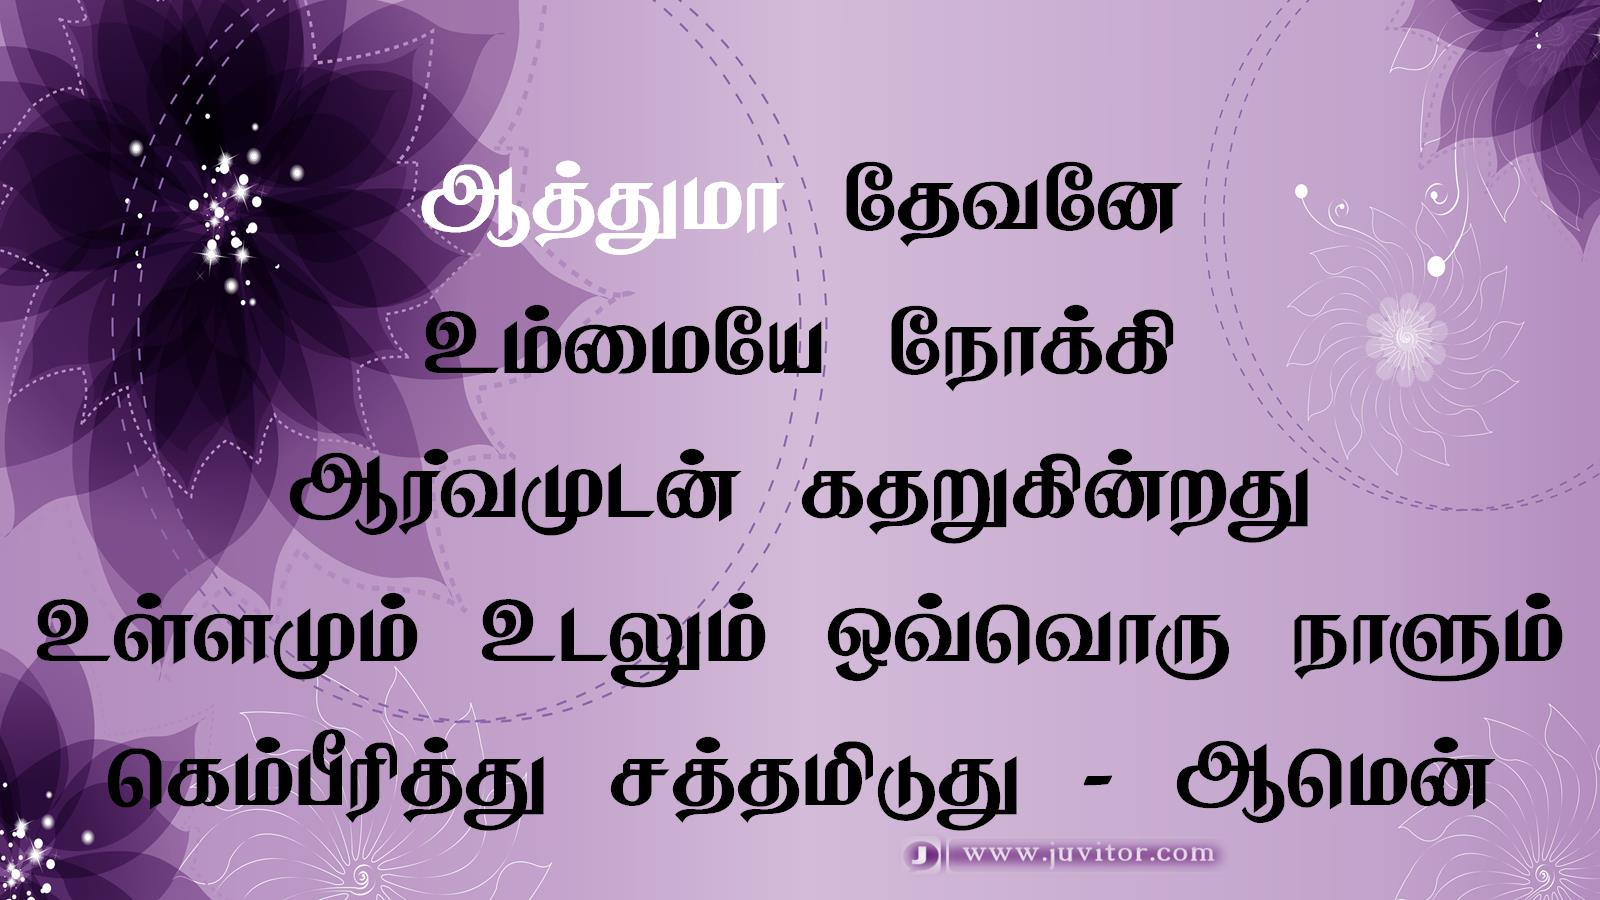 ஆத்துமா தேவனே
உம்மையே நோக்கி
ஆர்வமுடன் கதறுகின்றது
உள்ளமும் உடலும் ஒவ்வொரு நாளும்
கெம்பீரித்து சத்தமிடுது - ஆமென்
J www.juvitor.com